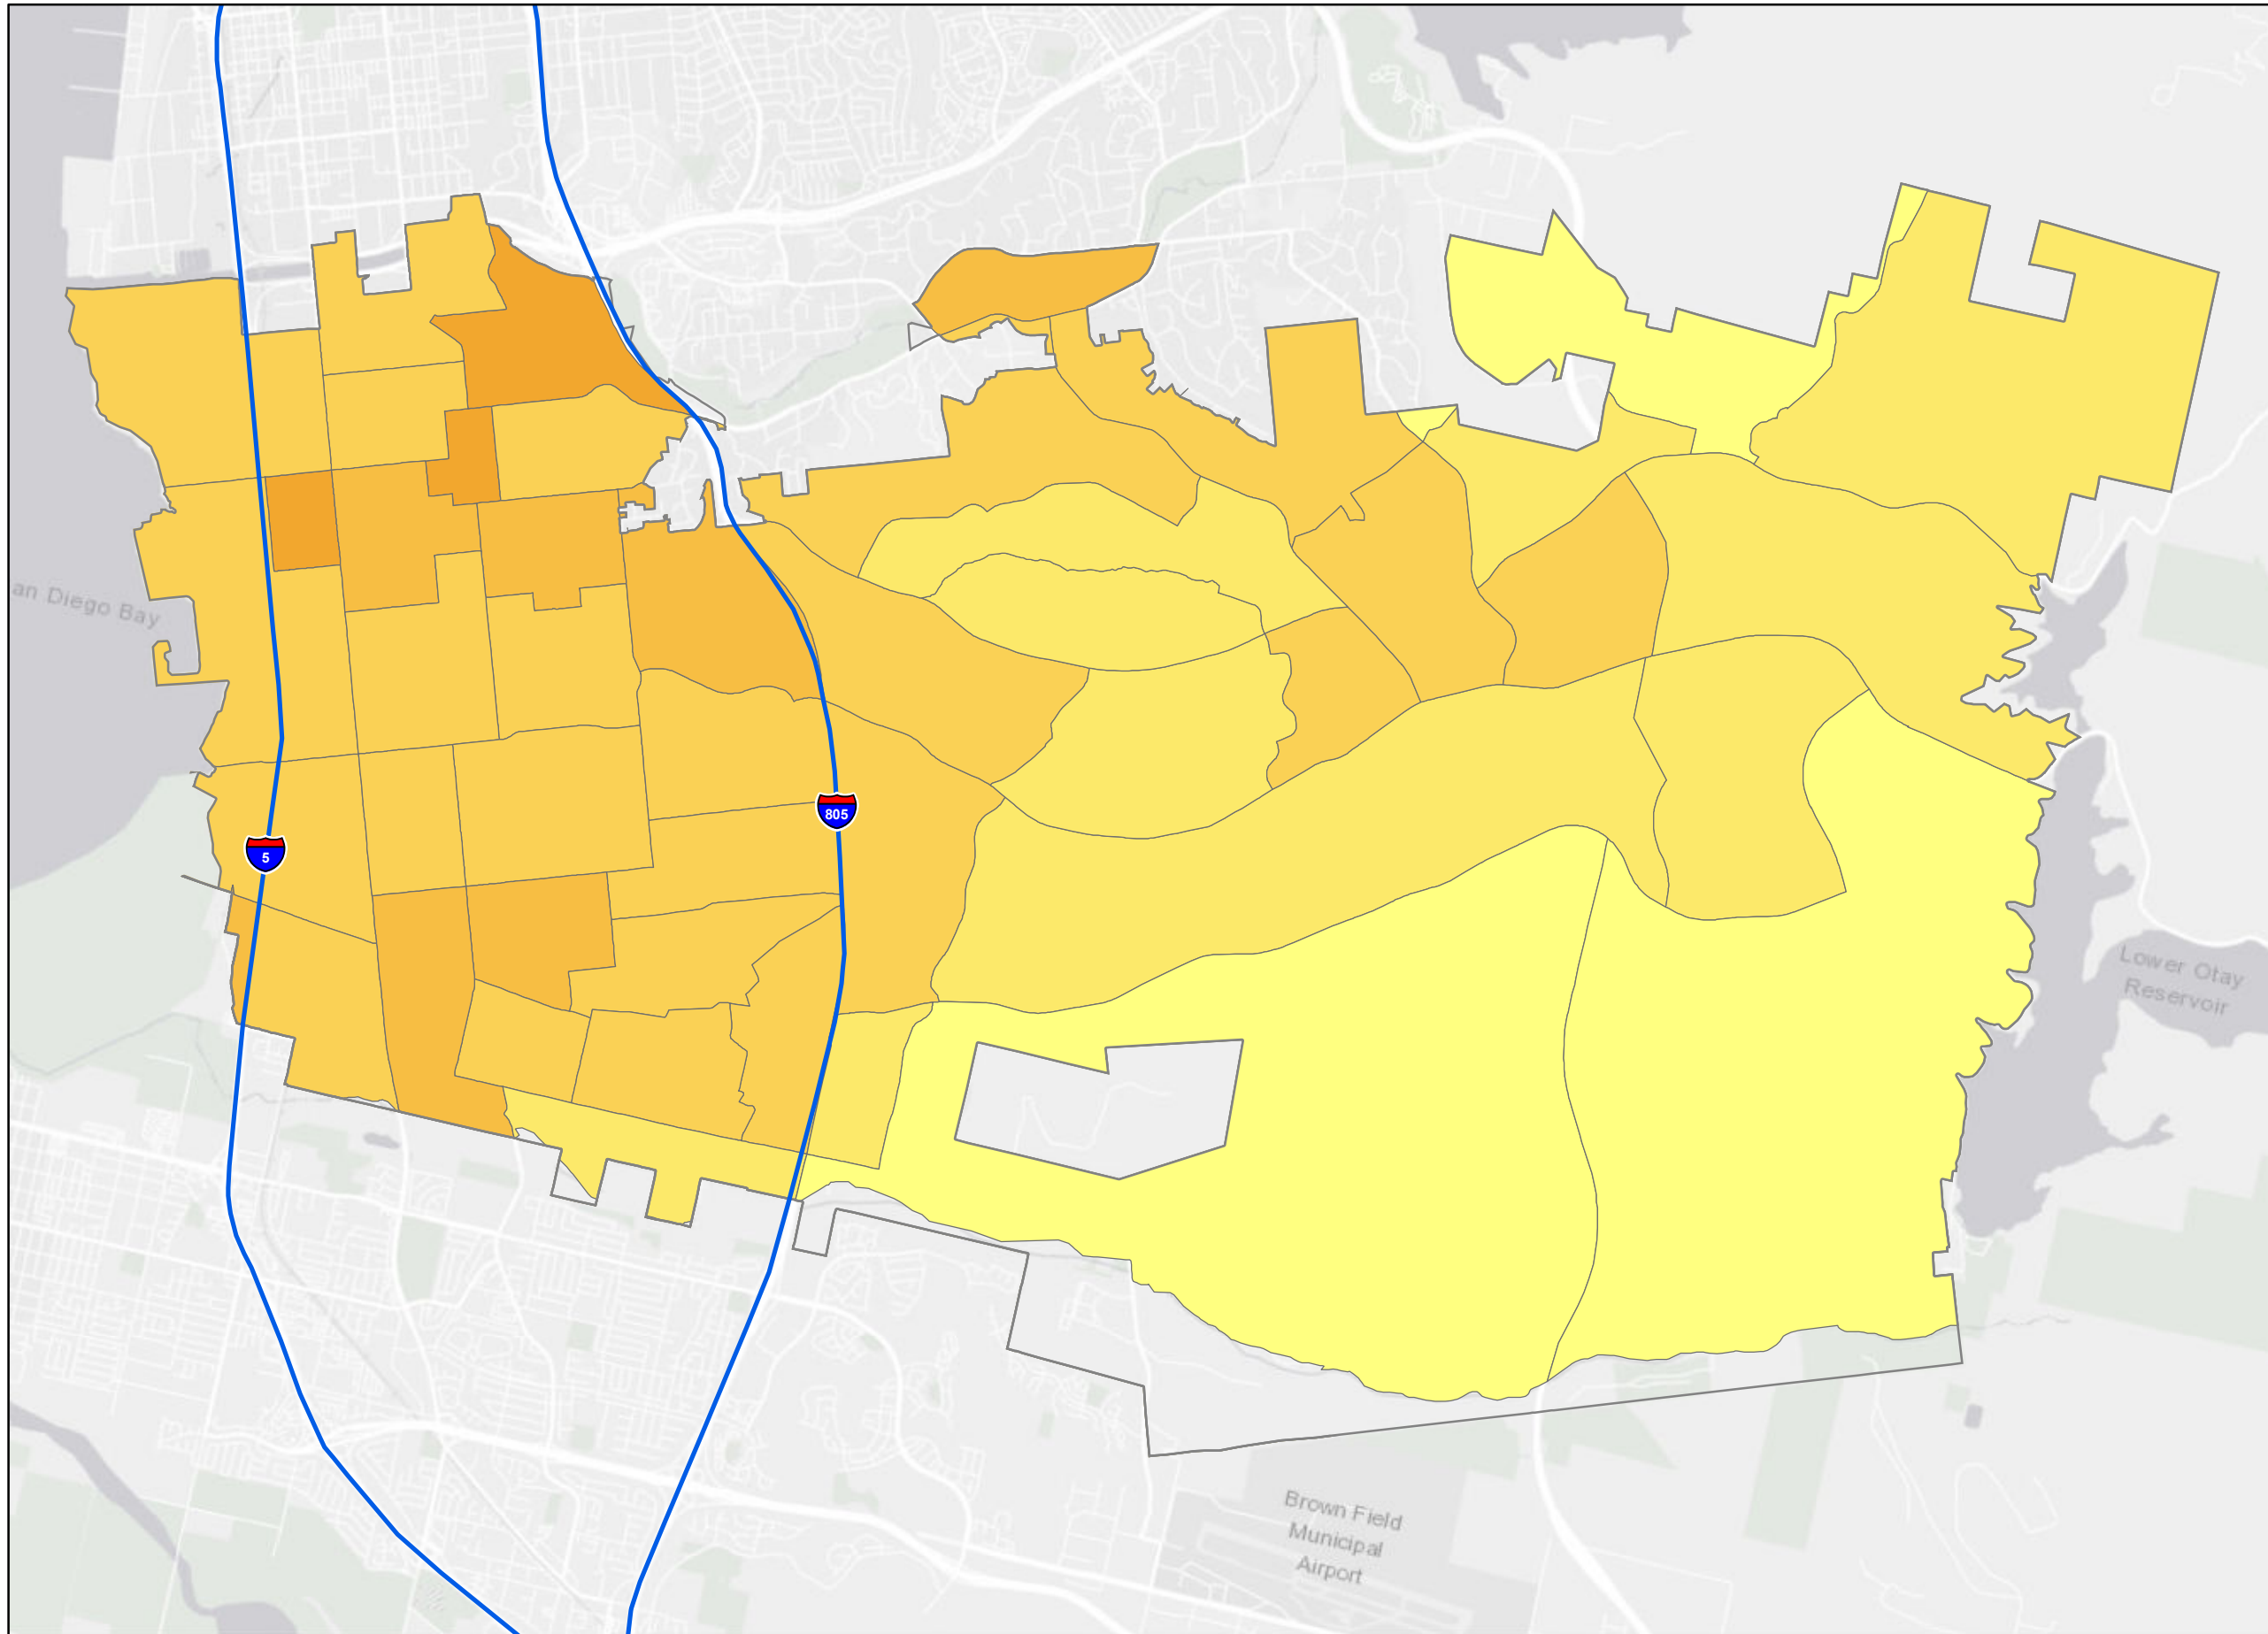 an Diego Bay
805
5
Lower Otay
Reservoir
Brown Field
Municipal
Airport